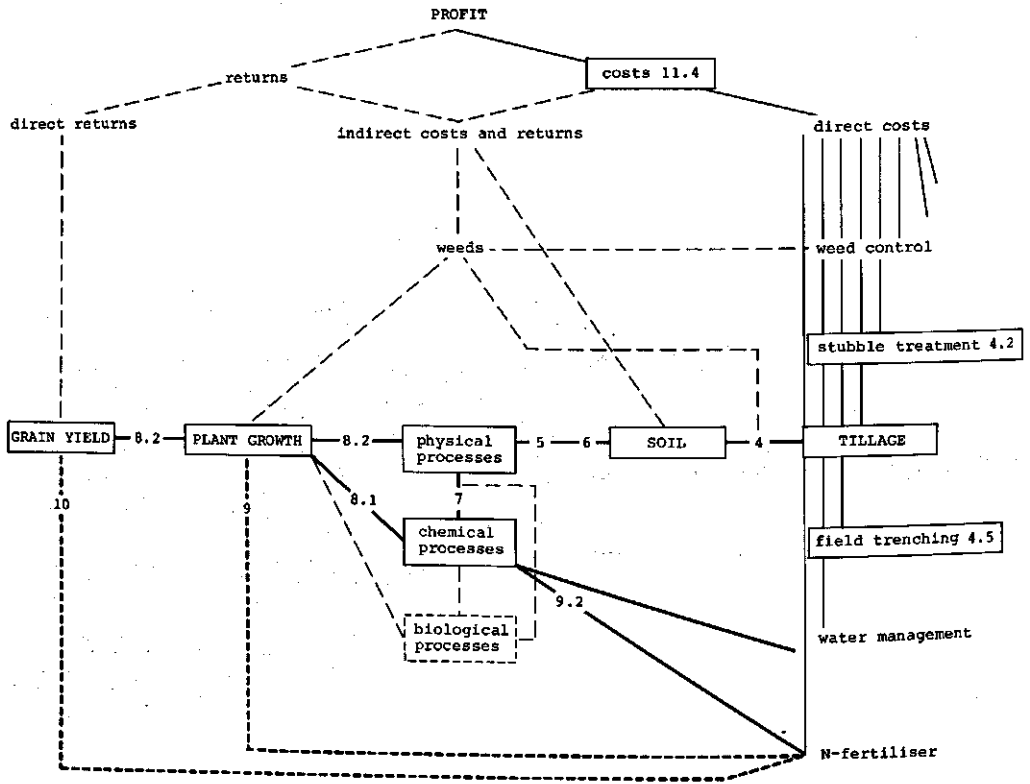 PROFIT
costs 11.4
returns
direct returns
indirect costs and returns
direct costs
weeds
weed control
stubble treatment 4.2
GRAIN YIELD
8.2
PLANT GROWTH
8.2
physical
processes
5
6
SOIL
4
TILLAGE
10
9
8.1
7
chemical
processes
field trenching 4.5
9.2
biological
processes
water management
N-fertiliser